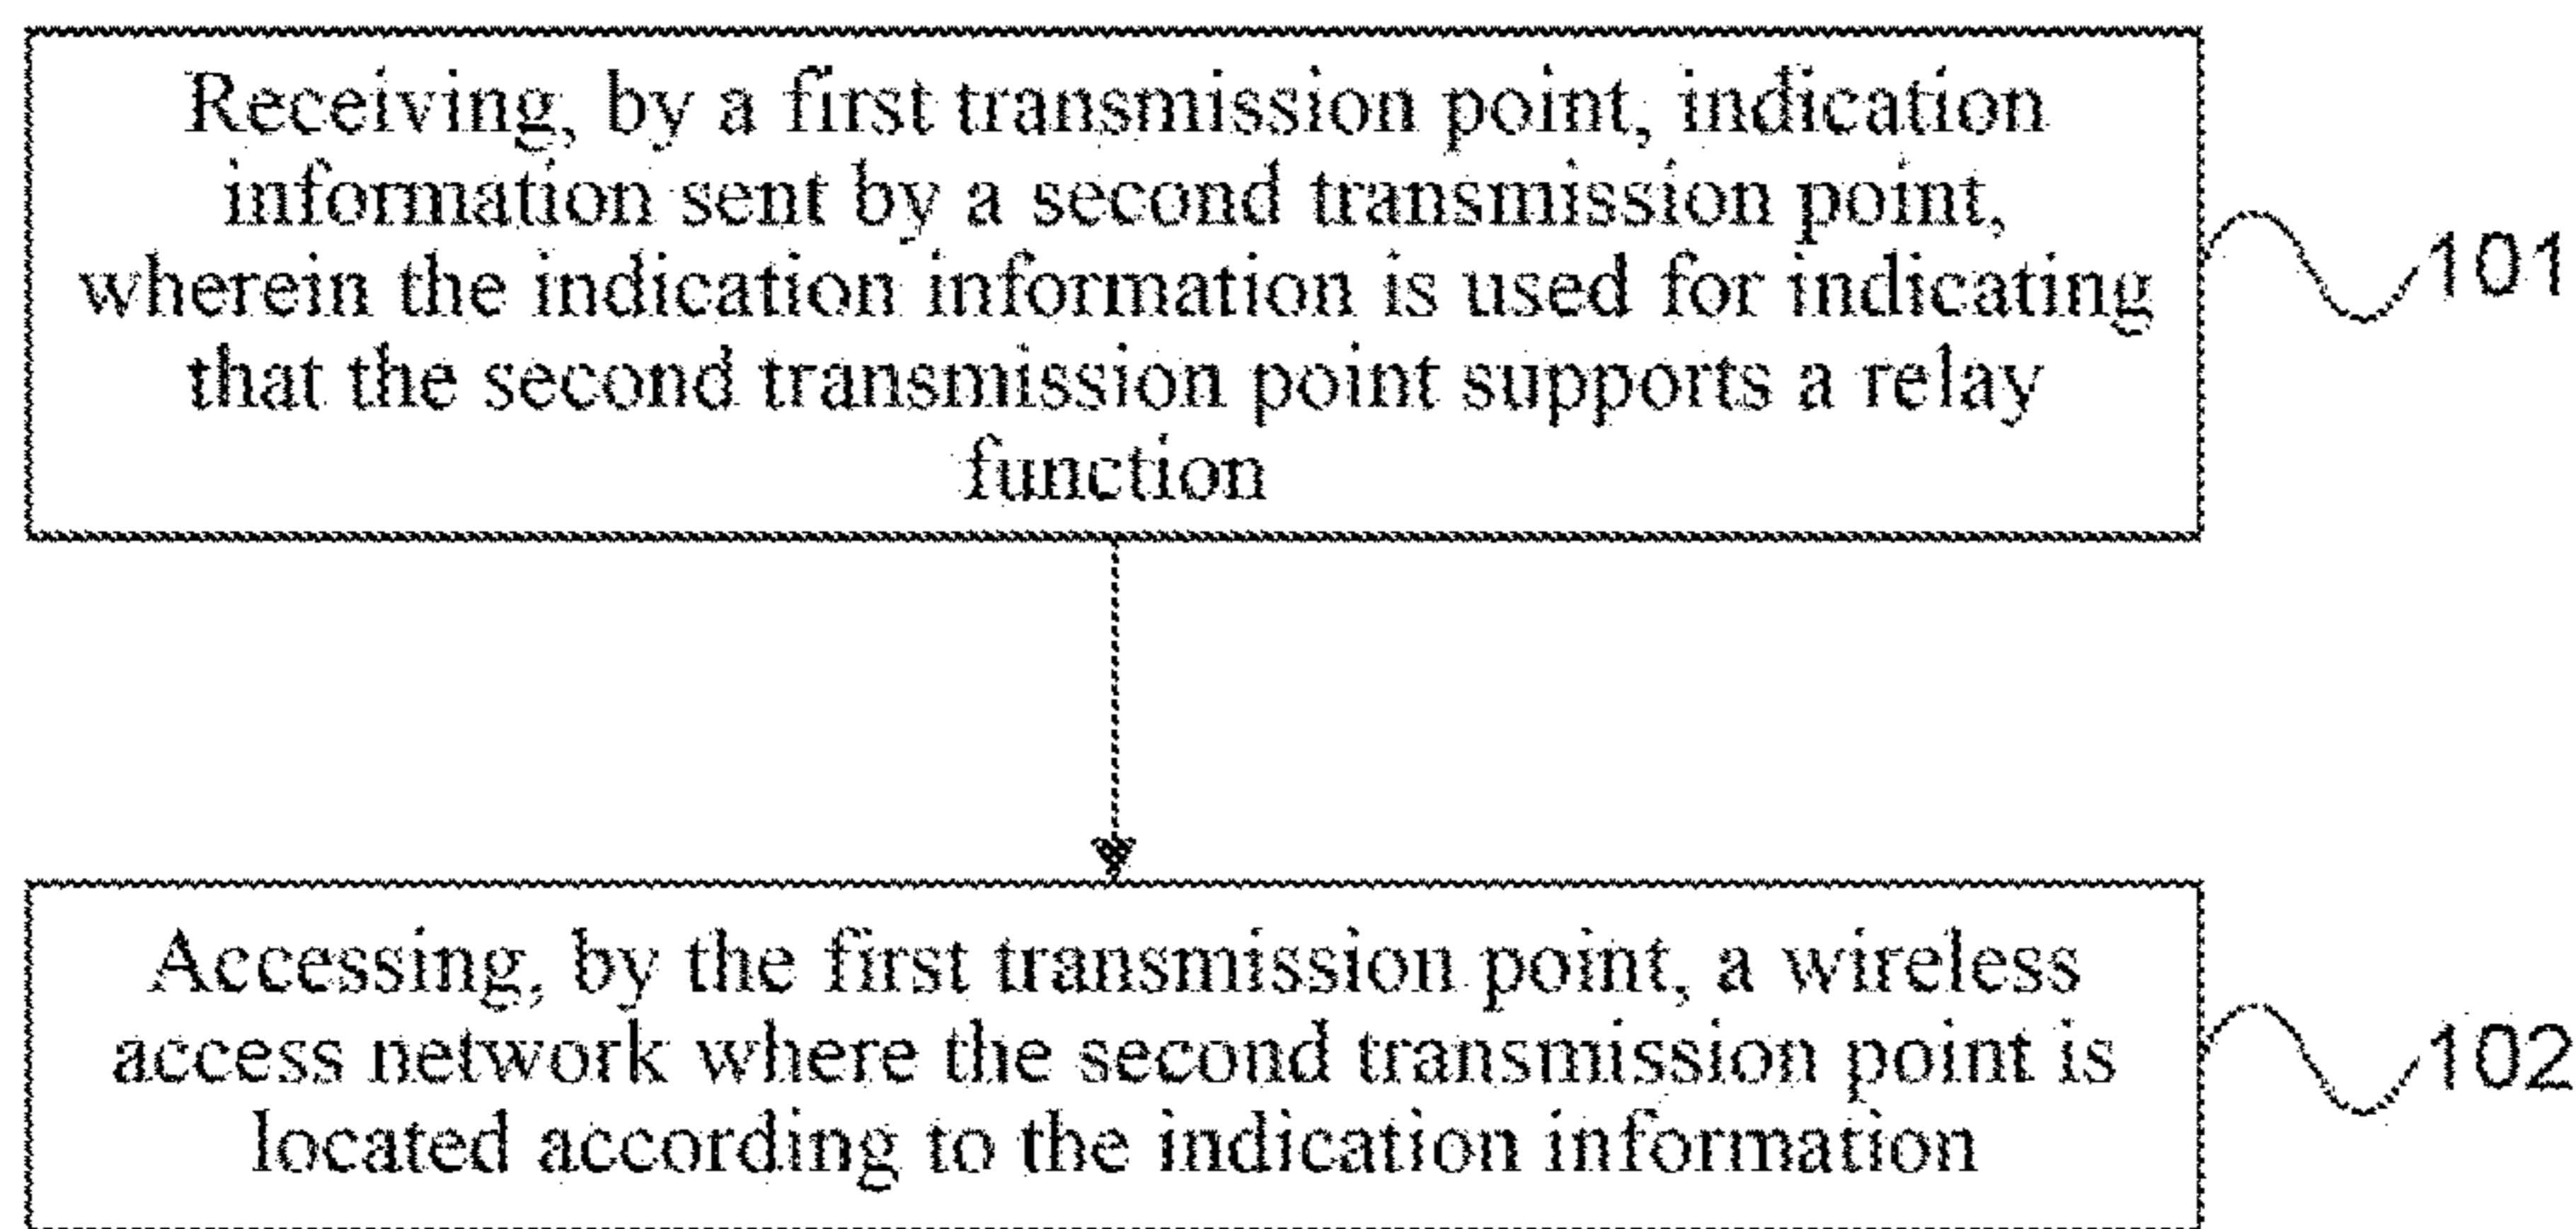 Receiving, by a first transmission point, indication
information sent by a second transmission point,
wherein the indication information is used for indicating
that the second transmission point supports a relay
function
101
Accessing, by the first transmission point, a wireless
access network where the second transmission point is
located according to the indication information
102